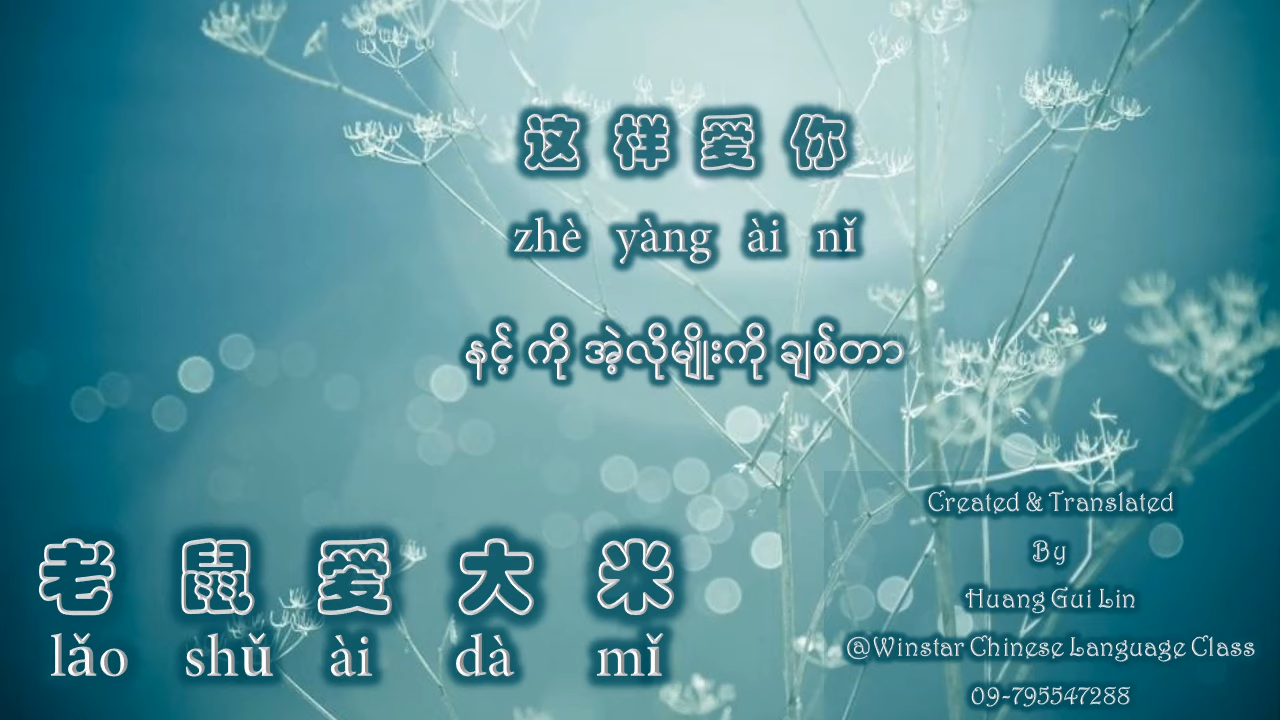 这 样 爱 你
zhè yàng ài nǐ
နင့် ကို အဲ့လိုမျိုးကို ချစ်တာ
老 鼠 爱 大 米
lǎo shǔ ài dà mǐ
Created & Translated
By
Huang Gui Lin
@Winstar Chinese Language Class
09-795547288